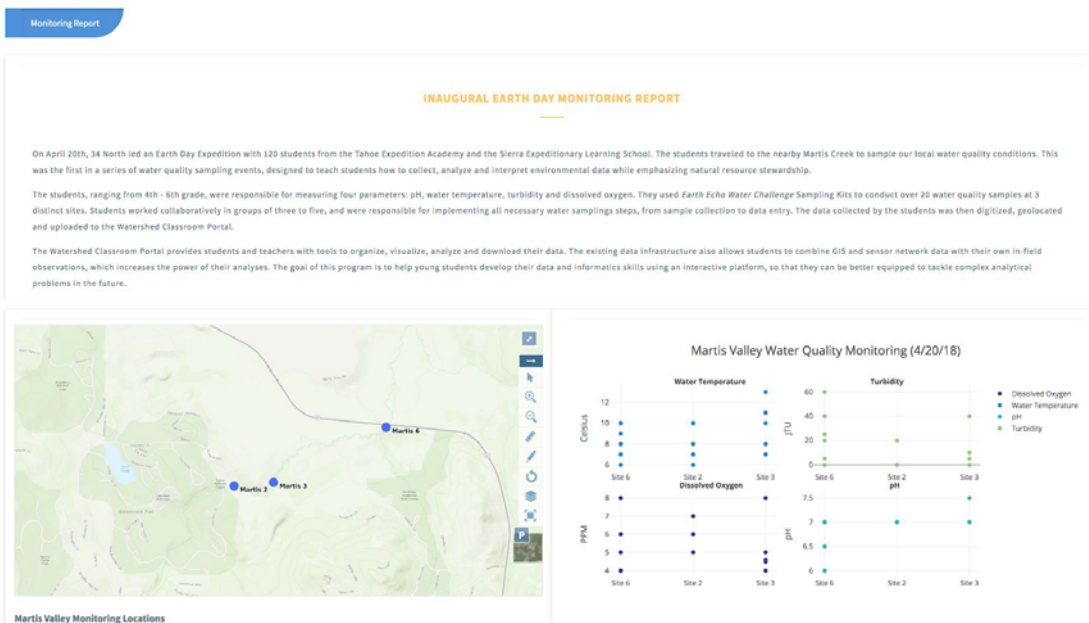 Monitoring Report
INAUGURAL EARTH DAY MONITORING REPORT
On April 20th, 34 North led an Earth Day Expedition with 120 students from the Tahoe Expedition Academy and the Sierra Expeditionary Learning School. The students traveled to the nearby Martis Creek to sample our local water quality conditions. This
was the first in a series of water quality sampling events, designed to teach students how to collect, analyze and interpret environmental data while emphasizing natural resource stewardship.
The students, ranging from 4th - 6th grade, were responsible for measuring four parameters: pH, water temperature, turbidity and dissolved oxygen. They used Earth Echo Water Challenge Sampling Kits to conduct over 20 water quality samples at 3
distinct sites. Students worked collaboratively in groups of three to five, and were responsible for implementing all necessary water samplings steps, from sample collection to data entry. The data collected by the students was then digitized, geolocated
and uploaded to the Watershed Classroom Portal.
The Watershed Classroom Portal provides students and teachers with tools to organize, visualize, analyze and download their data. The existing data infrastructure also allows students to combine GIS and sensor network data with their own in-field
observations, which increases the power of their analyses. The goal of this program is to help young students develop their data and informatics skills using an interactive platform, so that they can be better equipped to tackle complex analytical
problems in the future.
Martis 6
Martis 2
Martis 3
P
Martis Valley Monitoring Locations
Martis Valley Water Quality Monitoring (4/20/18)
Water Temperature
Celsius
12
10
8
6
Site 6 Site 2 Site 3
Turbidity
JTU
60
40
20
0
Site 6 Site 2 Site 3
Dissolved Oxygen
Water Temperature
pH
Turbidity
Dissolved Oxygen
PPM
8
7
6
5
4
Site 6 Site 2 Site 3
pH
pH
7.5
7
6.5
6
Site 6 Site 2 Site 3